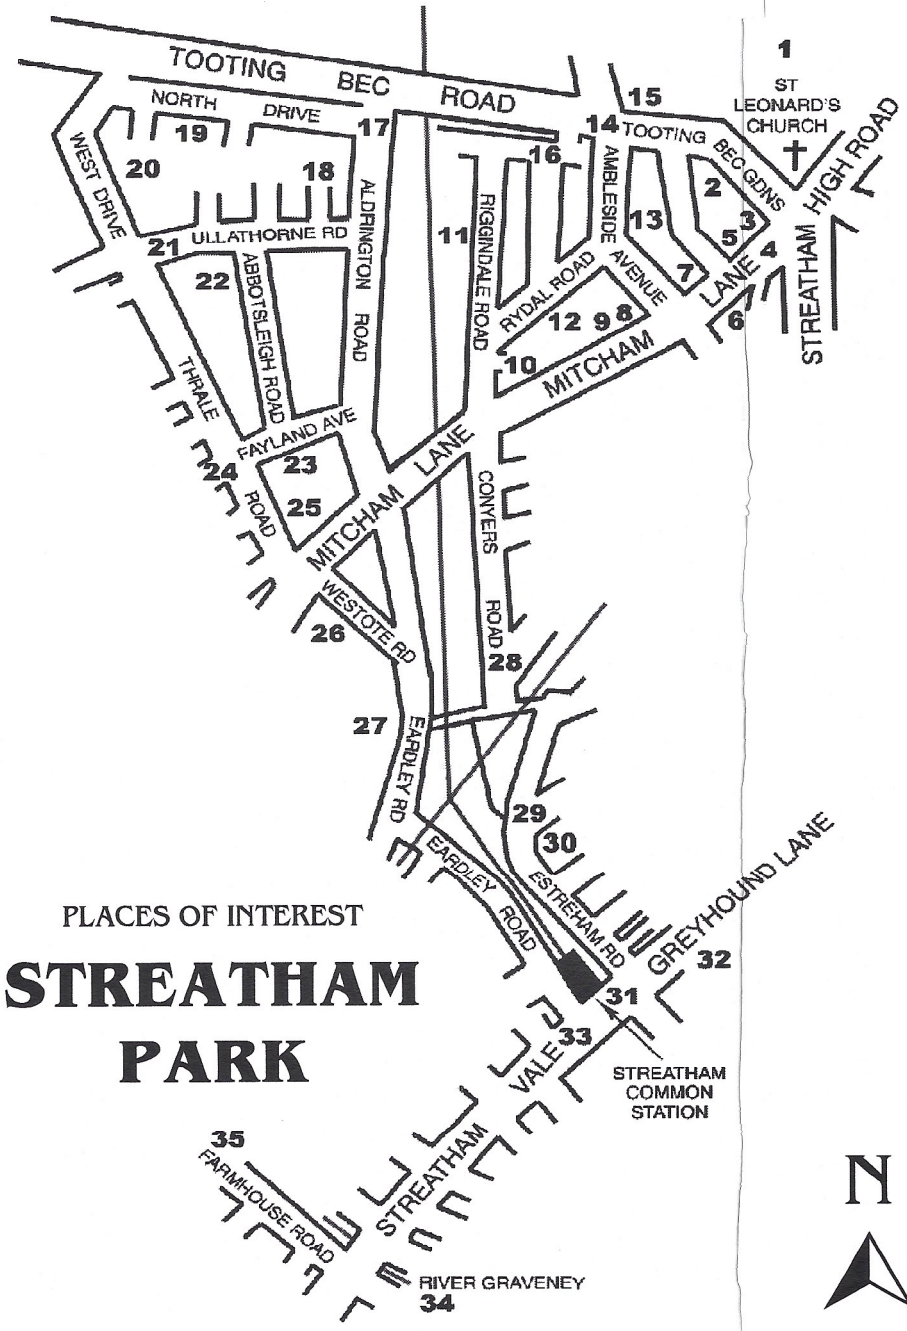 1
TOOTING BEC ROAD
ST
LEONARD'S
CHURCH
15
NORTH DRIVE
17
14
TOOTING BEC GDNS
HIGH ROAD
19
16
20
18
WEST DRIVE
ALDRINGTON ROAD
AMBLESIDE AVENUE
2
3
RIGGINDALE ROAD
11
13
5
4
STREATHAM
21
ULLATHORNE RD
22
ABBOTSLEIGH ROAD
RYDAL ROAD
7
LANE
12
9
8
6
10
MITCHAM
THRALE ROAD
FAYLAND AVE
24
23
25
MITCHAM LANE
CONYERS ROAD
WESTOTE RD
26
28
27
EARDLEY RD
29
30
EARDLEY ROAD
ESTREHAM RD
GREYHOUND LANE
PLACES OF INTEREST
STREATHAM
PARK
32
31
33
STREATHAM VALE
STREATHAM
COMMON
STATION
35
FARMHOUSE ROAD
N
RIVER GRAVENEY
34